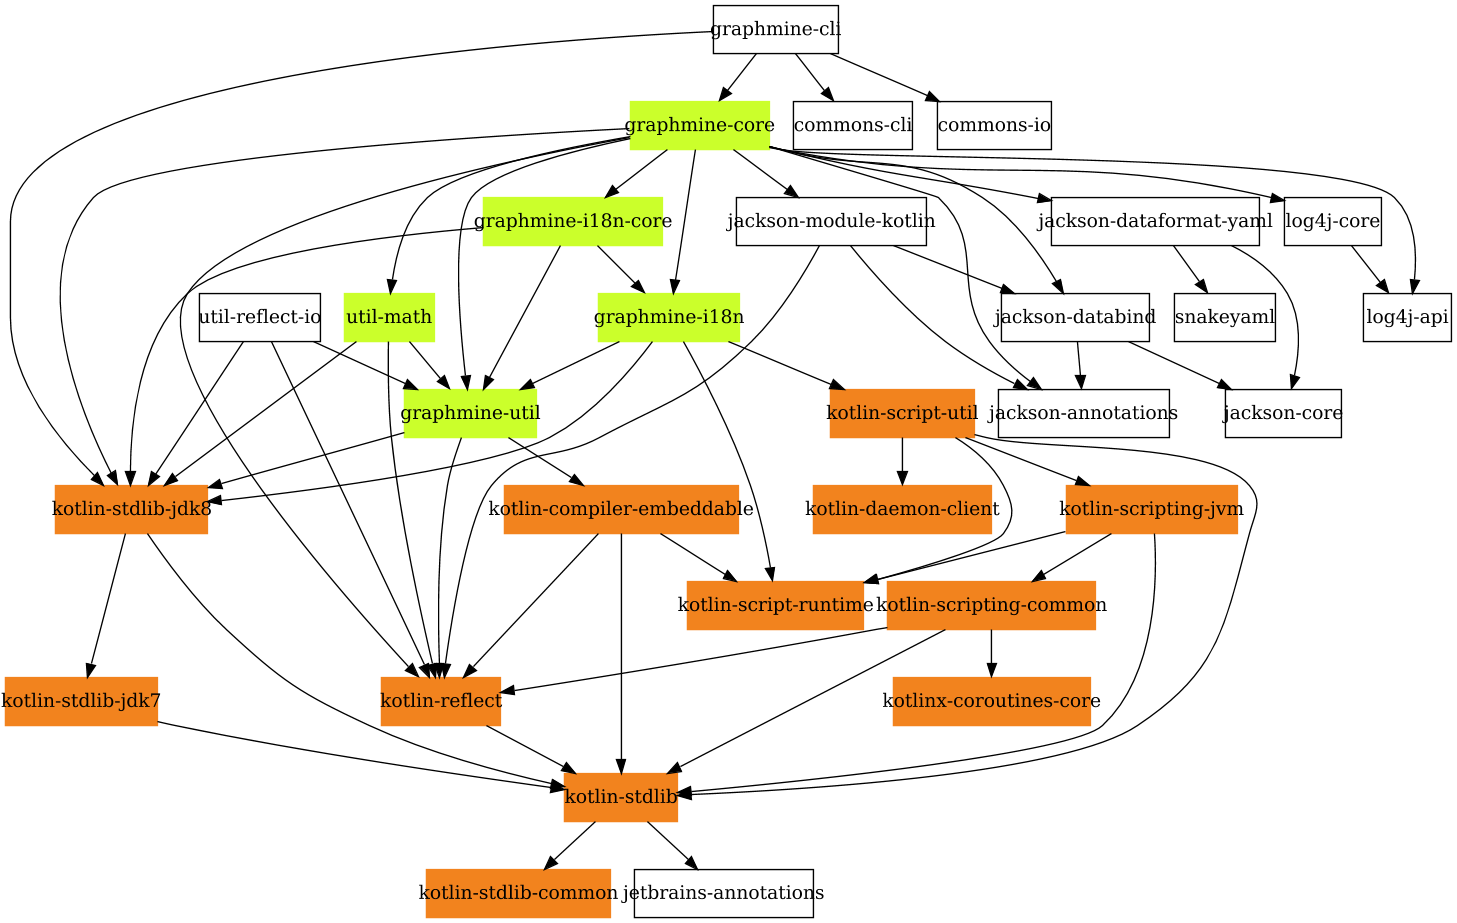 graphmine-cli
graphmine-core
commons-cli
commons-io
graphmine-i18n-core
jackson-module-kotlin
jackson-dataformat-yaml
log4j-core
util-reflect-io
util-math
graphmine-i18n
jackson-databind
snakeyaml
log4j-api
graphmine-util
kotlin-script-util
jackson-annotations
jackson-core
kotlin-stdlib-jdk8
kotlin-compiler-embeddable
kotlin-daemon-client
kotlin-scripting-jvm
kotlin-script-runtime
kotlin-scripting-common
kotlin-stdlib-jdk7
kotlin-reflect
kotlinx-coroutines-core
kotlin-stdlib
kotlin-stdlib-common
jetbrains-annotations